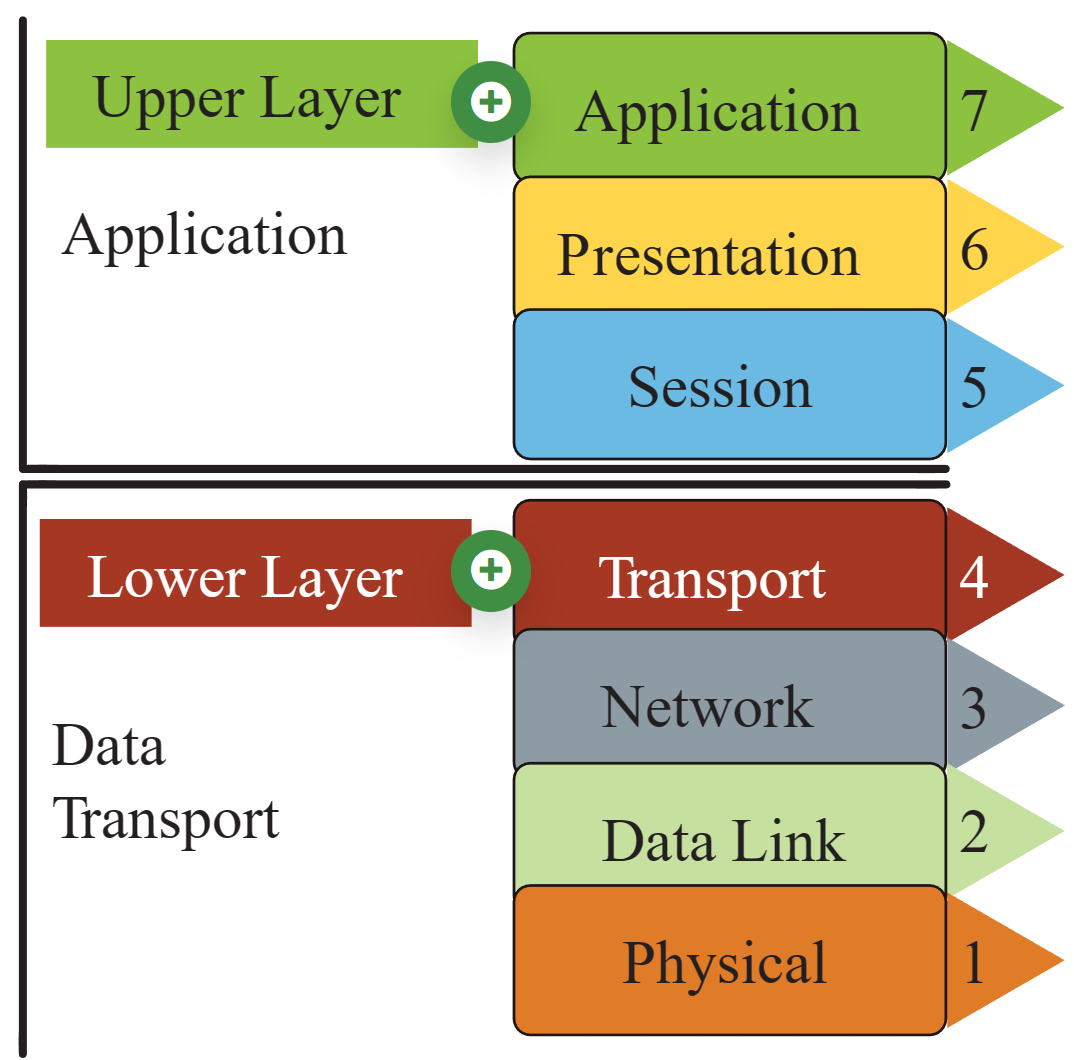 Upper Layer
Application
Application 7
Presentation 6
Session 5
Lower Layer
Data
Transport
Transport 4
Network 3
Data Link 2
Physical 1